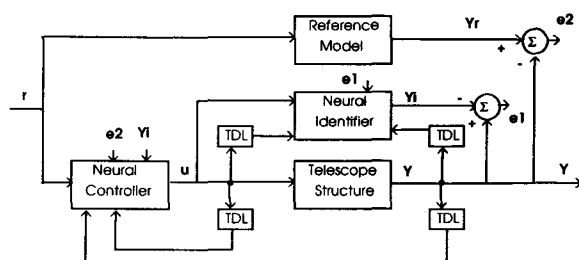 Reference
Model
Yr
e2
+
Σ
-
e1
r
Neural
Identifier
Yi
-
Σ
+
e1
TDL
TDL
e2
Yi
Neural
Controller
u
Telescope
Structure
Y
Y
TDL
TDL